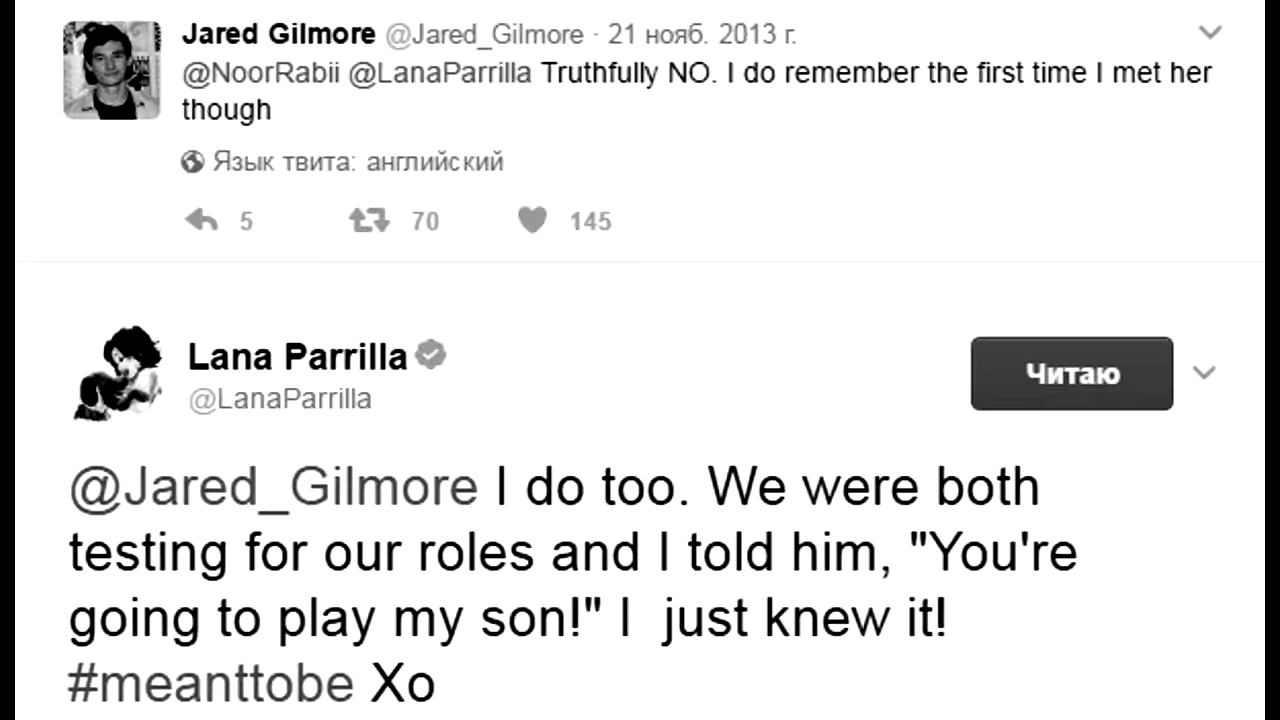 Jared Gilmore @Jared_Gilmore · 21 нояб. 2013 г.
@NoorRabii @LanaParrilla Truthfully NO. I do remember the first time I met her
though
Язык твита: английский
5 70 145
Lana Parrilla
@LanaParrilla
Читаю
@Jared_Gilmore I do too. We were both
testing for our roles and I told him, "You're
going to play my son!" I  just knew it!
#meanttobe Xo